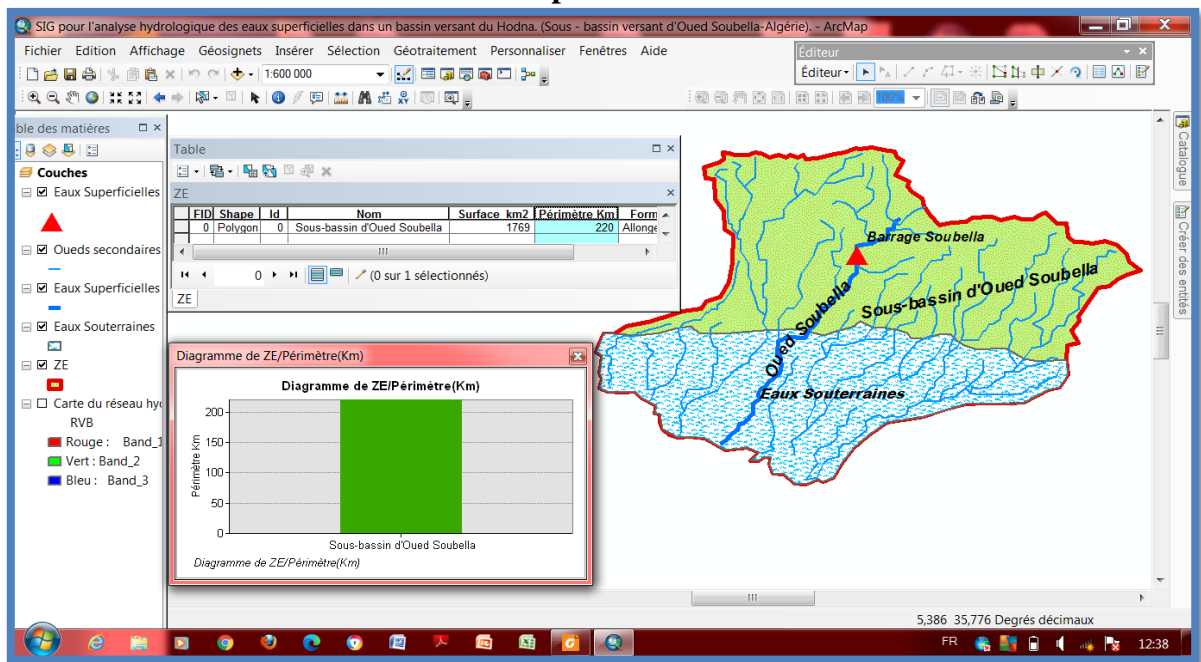 SIG pour l'analyse hydrologique des eaux superficielles dans un bassin versant du Hodna. (Sous - bassin versant d'Oued Soubella-Algérie). - ArcMap
Fichier Edition Affichage Géosignets Insérer Sélection Géotraitement Personnaliser Fenêtres Aide
Éditeur
1:600 000
Éditeur
100%
ble des matières
Couches
Eaux Superficielles
Oueds secondaires
Eaux Superficielles
Eaux Souterraines
ZE
Carte du réseau hy
RVB
Rouge : Band_1
Vert : Band_2
Bleu : Band_3
Table
ZE
FID Shape Id Nom Surface km2 Périmètre Km Form
0 Polygon 0 Sous-bassin d'Oued Soubella 1769 220 Allonge
0
(0 sur 1 sélectionnés)
ZE
Diagramme de ZE/Périmètre(Km)
Diagramme de ZE/Périmètre(Km)
Périmètre Km
200
150
100
50
0
Sous-bassin d'Oued Soubella
Diagramme de ZE/Périmètre(Km)
Barrage Soubella
Sous-bassin d'Oued Soubella
Oued Soubella
Eaux Souterraines
Catalogue
Créer des entités
5,386 35,776 Degrés décimaux
FR
12:38